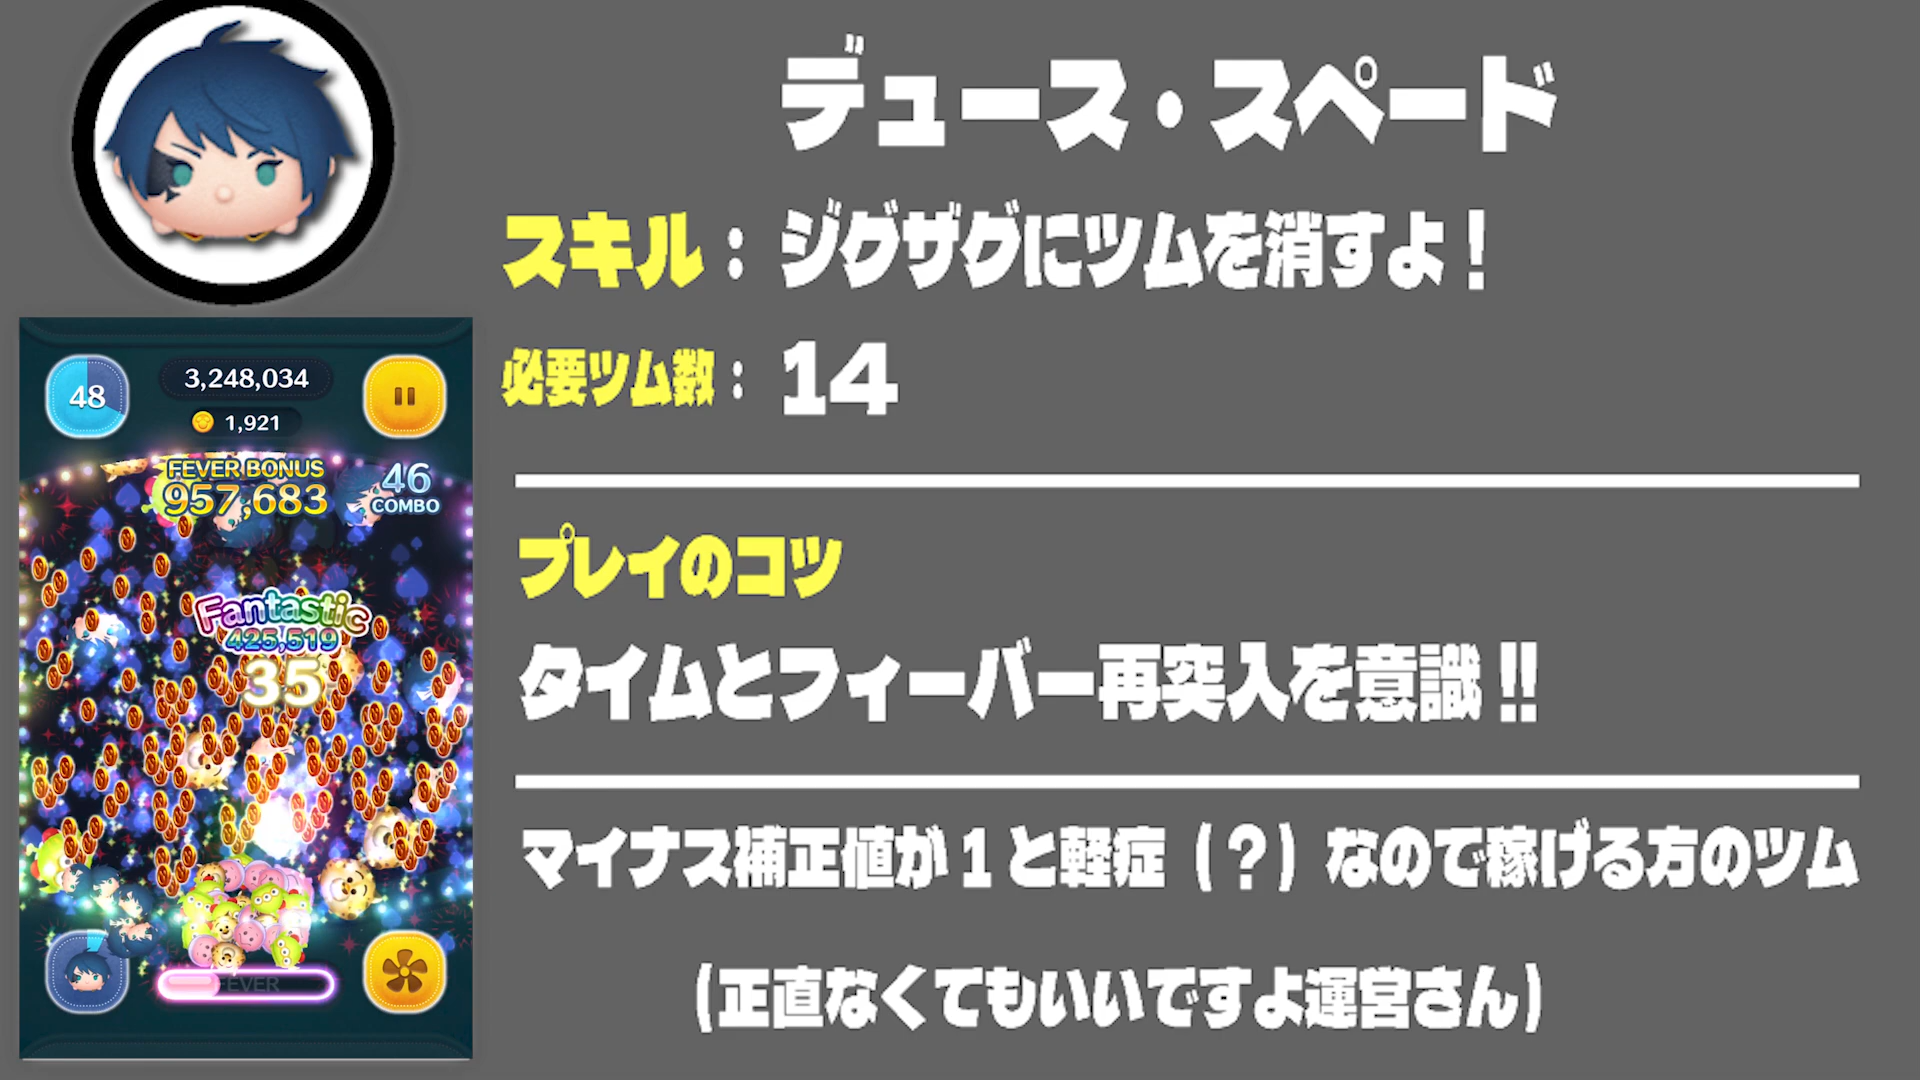 デュース・スペード
スキル：ジグザグにツムを消すよ！
必要ツム数：14
プレイのコツ
タイムとフィーバー再突入を意識!!
マイナス補正値が１と軽症（？）なので稼げる方のツム
(正直なくてもいいですよ運営さん)
48
3,248,034
1,921
FEVER BONUS
957,683
46
COMBO
Fantastic
425,519
35
FEVER